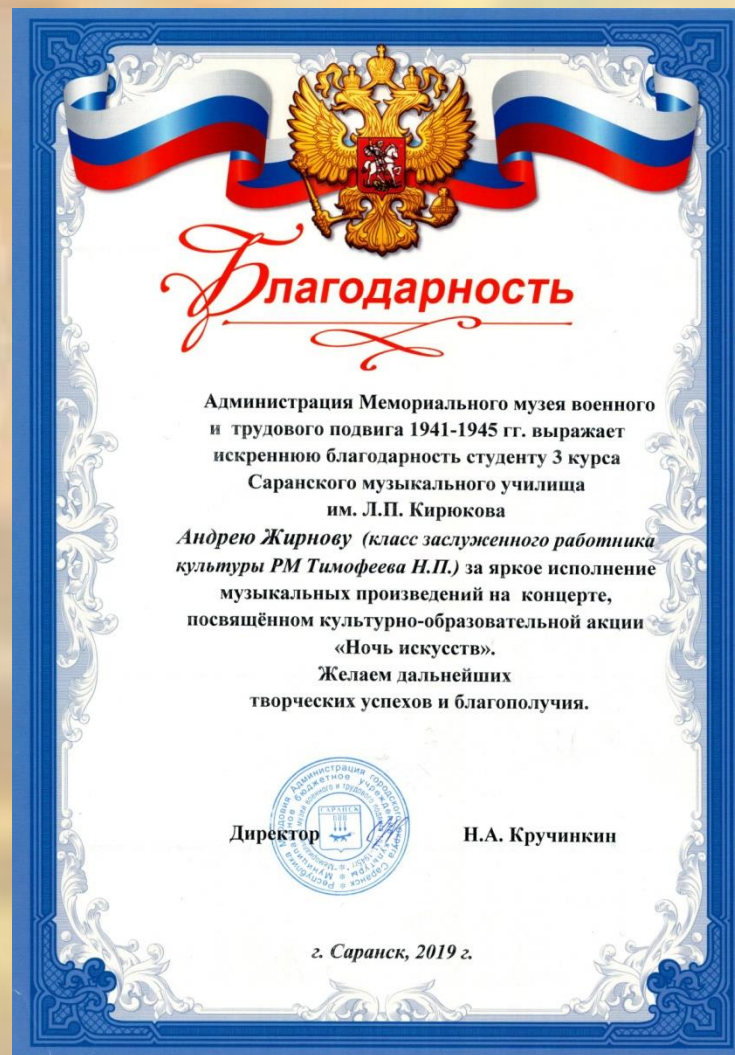 Благодарность
Администрация Мемориального музея военного
и трудового подвига 1941-1945 гг. выражает
искреннюю благодарность студенту 3 курса
Саранского музыкального училища
им. Л.П. Кирюкова
Андрею Жирнову (класс заслуженного работника
культуры РМ Тимофеева Н.П.) за яркое исполнение
музыкальных произведений на концерте,
посвящённом культурно-образовательной акции
«Ночь искусств».
Желаем дальнейших
творческих успехов и благополучия.
Директор Н.А. Кручинкин
САРАНСК
г. Саранск, 2019 г.